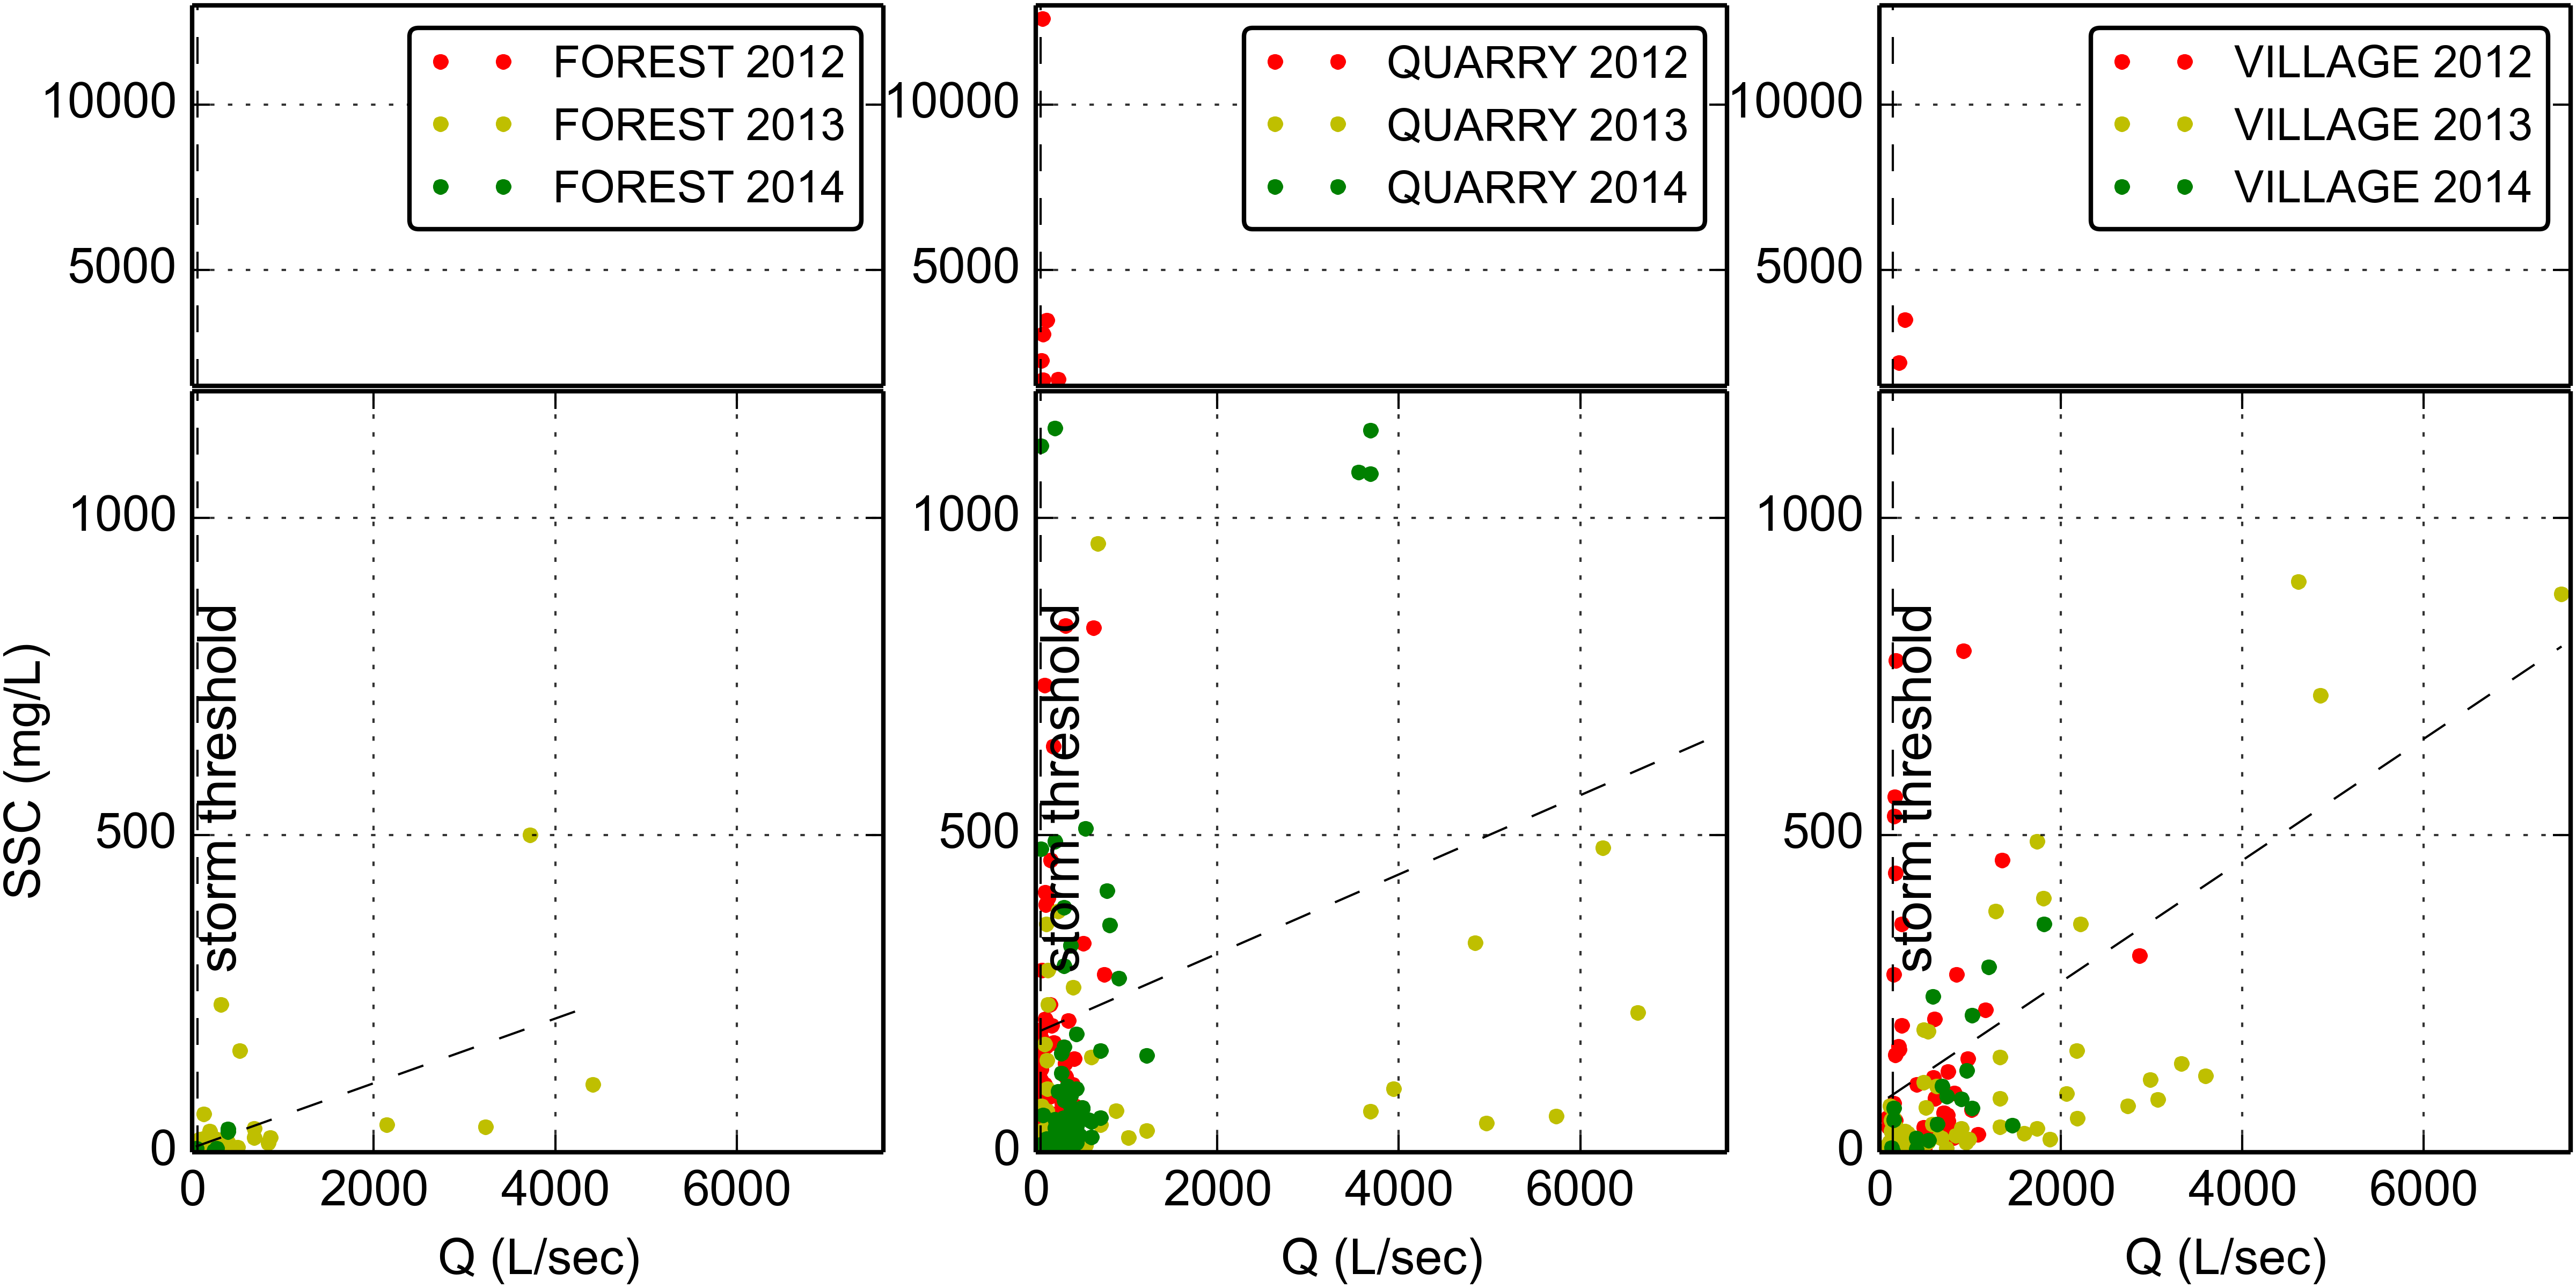 FOREST 2012
FOREST 2013
FOREST 2014
10000
5000
QUARRY 2012
QUARRY 2013
QUARRY 2014
10000
5000
VILLAGE 2012
VILLAGE 2013
VILLAGE 2014
10000
5000
SSC (mg/L)
1000
500
0
storm threshold
0 2000 4000 6000
Q (L/sec)
1000
500
0
storm threshold
0 2000 4000 6000
Q (L/sec)
1000
500
0
storm threshold
0 2000 4000 6000
Q (L/sec)